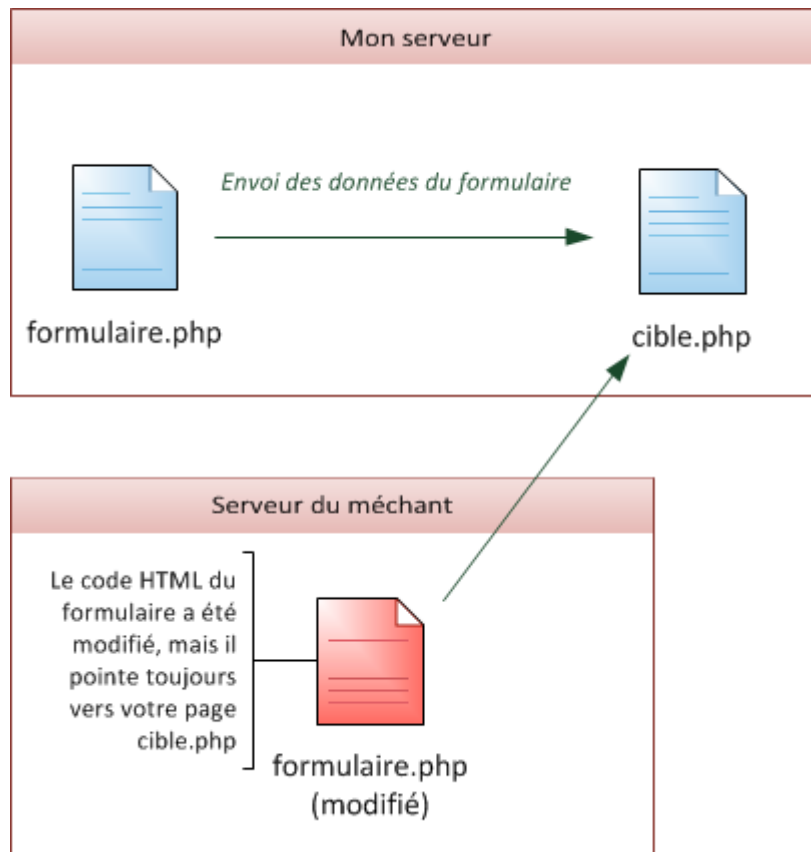 Mon serveur
Envoi des données du formulaire
formulaire.php
cible.php
Serveur du méchant
Le code HTML du
formulaire a été
modifié, mais il
pointe toujours
vers votre page
cible.php
formulaire.php
(modifié)